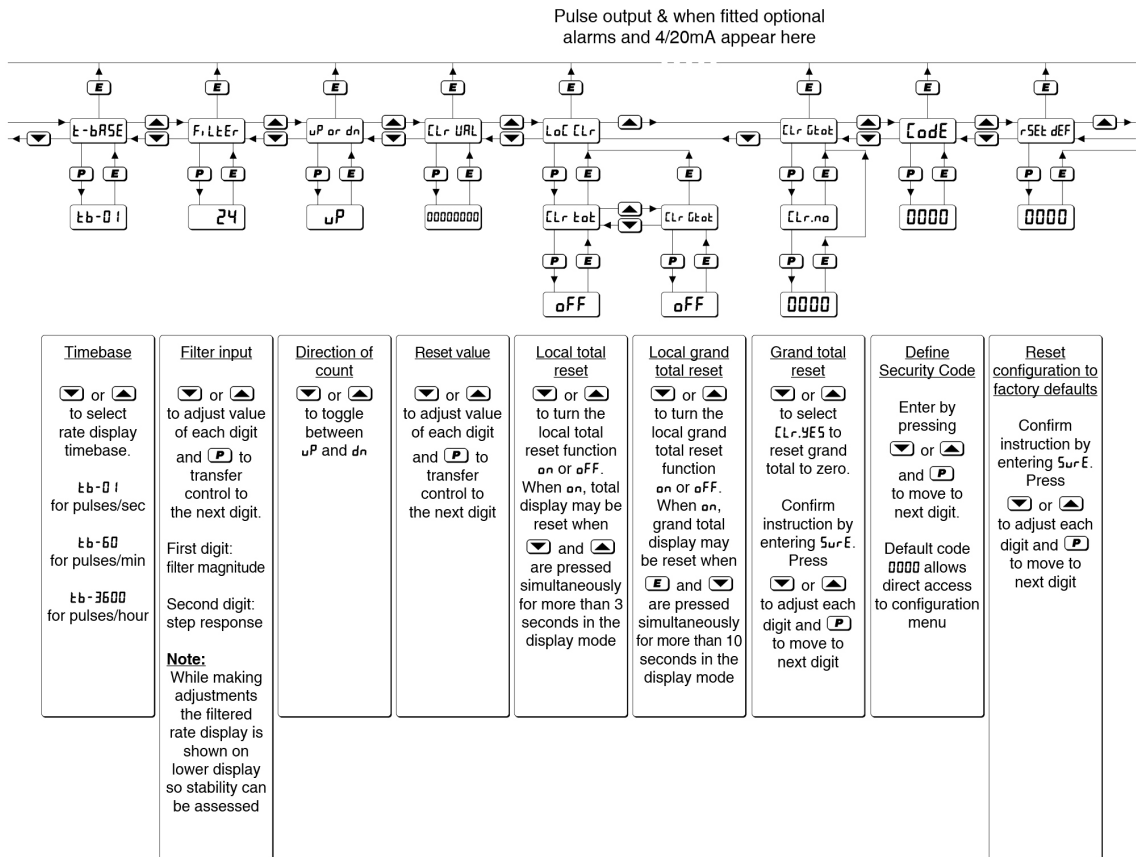 Pulse output & when fitted optional
alarms and 4/20mA appear here
E E E E E E E E
t-bASE FiLtEr uP or dn CLr VAL LoC CLr CLr Gtot CodE rSEt dEF
P E P E P E P E P E E P E P E P E
tb-01 24 uP 00000000 CLr tot CLr Gtot CLr.no 0000 0000
P E P E P E
oFF oFF 0000
Timebase
or
to select
rate display
timebase.
tb-01
for pulses/sec
tb-60
for pulses/min
tb-3600
for pulses/hour
Filter input
or
to adjust value
of each digit
and P to
transfer
control to
the next digit.
First digit:
filter magnitude
Second digit:
step response
Note:
While making
adjustments
the filtered
rate display is
shown on
lower display
so stability can
be assessed
Direction of
count
or
to toggle
between
uP and dn
Reset value
or
to adjust value
of each digit
and P to
transfer
control to
the next digit
Local total
reset
or
to turn the
local total
reset function
on or oFF.
When on, total
display may be
reset when
and
are pressed
simultaneously
for more than 3
seconds in the
display mode
Local grand
total reset
or
to turn the
local grand
total reset
function
on or oFF.
When on,
grand total
display may
be reset when
E and
are pressed
simultaneously
for more than 10
seconds in the
display mode
Grand total
reset
or
to select
CLr.YES to
reset grand
total to zero.
Confirm
instruction by
entering SurE.
Press
or
to adjust each
digit and P
to move to
next digit
Define
Security Code
Enter by
pressing
or
and P
to move to
next digit.
Default code
0000 allows
direct access
to configuration
menu
Reset
configuration to
factory defaults
Confirm
instruction by
entering SurE.
Press
or
to adjust each
digit and P
to move to
next digit